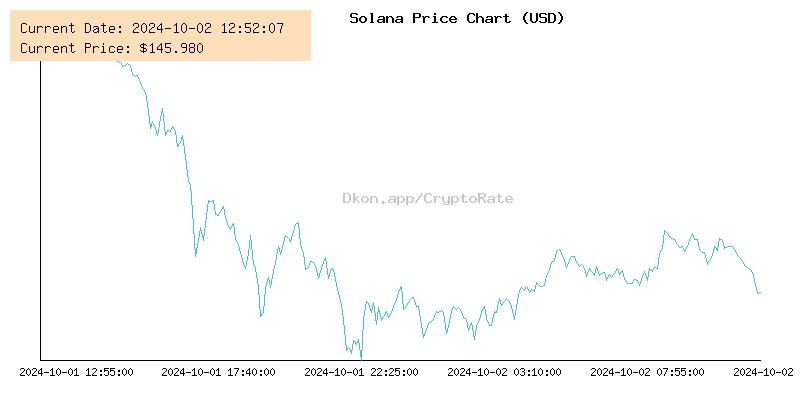 Solana Price Chart (USD)
Current Date: 2024-10-02 12:52:07
Current Price: $145.980
Dkon.app/CryptoRate
2024-10-01 12:55:00 2024-10-01 17:40:00 2024-10-01 22:25:00 2024-10-02 03:10:00 2024-10-02 07:55:00 2024-10-02